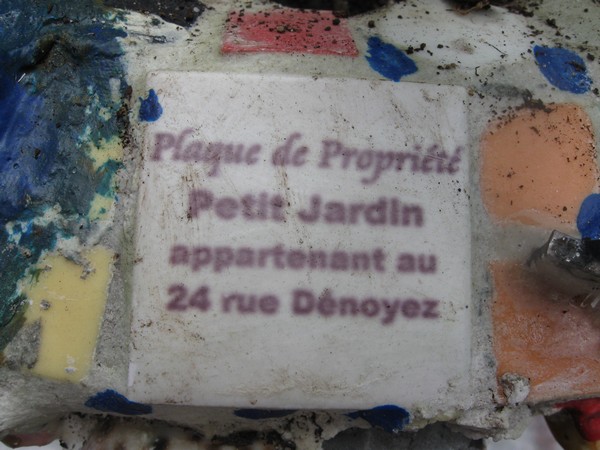 Plaque de Propriété
Petit Jardin
appartenant au
24 rue Dénoyez